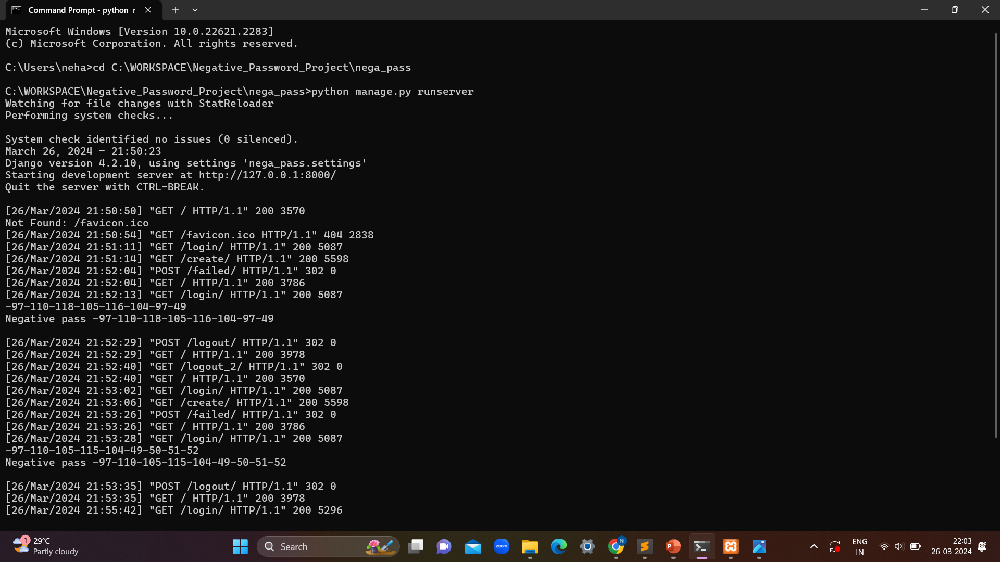 Command Prompt - python r
Microsoft Windows [Version 10.0.22621.2283]
(c) Microsoft Corporation. All rights reserved.
C:\Users\neha>cd C:\WORKSPACE\Negative_Password_Project\nega_pass
C:\WORKSPACE\Negative_Password_Project\nega_pass>python manage.py runserver
Watching for file changes with StatReloader
Performing system checks...
System check identified no issues (0 silenced).
March 26, 2024 - 21:50:23
Django version 4.2.10, using settings 'nega_pass.settings'
Starting development server at http://127.0.0.1:8000/
Quit the server with CTRL-BREAK.
[26/Mar/2024 21:50:50] "GET / HTTP/1.1" 200 3570
Not Found: /favicon.ico
[26/Mar/2024 21:50:54] "GET /favicon.ico HTTP/1.1" 404 2838
[26/Mar/2024 21:51:11] "GET /login/ HTTP/1.1" 200 5087
[26/Mar/2024 21:51:14] "GET /create/ HTTP/1.1" 200 5598
[26/Mar/2024 21:52:04] "POST /failed/ HTTP/1.1" 302 0
[26/Mar/2024 21:52:04] "GET / HTTP/1.1" 200 3786
[26/Mar/2024 21:52:13] "GET /login/ HTTP/1.1" 200 5087
-97-110-118-105-116-104-97-49
Negative pass -97-110-118-105-116-104-97-49
[26/Mar/2024 21:52:29] "POST /logout/ HTTP/1.1" 302 0
[26/Mar/2024 21:52:29] "GET / HTTP/1.1" 200 3978
[26/Mar/2024 21:52:40] "GET /logout_2/ HTTP/1.1" 302 0
[26/Mar/2024 21:52:40] "GET / HTTP/1.1" 200 3570
[26/Mar/2024 21:53:02] "GET /login/ HTTP/1.1" 200 5087
[26/Mar/2024 21:53:06] "GET /create/ HTTP/1.1" 200 5598
[26/Mar/2024 21:53:26] "POST /failed/ HTTP/1.1" 302 0
[26/Mar/2024 21:53:26] "GET / HTTP/1.1" 200 3786
[26/Mar/2024 21:53:28] "GET /login/ HTTP/1.1" 200 5087
-97-110-105-115-104-49-50-51-52
Negative pass -97-110-105-115-104-49-50-51-52
[26/Mar/2024 21:53:35] "POST /logout/ HTTP/1.1" 302 0
[26/Mar/2024 21:53:35] "GET / HTTP/1.1" 200 3978
[26/Mar/2024 21:55:42] "GET /login/ HTTP/1.1" 200 5296
1
29°C
Partly cloudy
Search
zoom
N
P
ENG
IN
22:03
26-03-2024